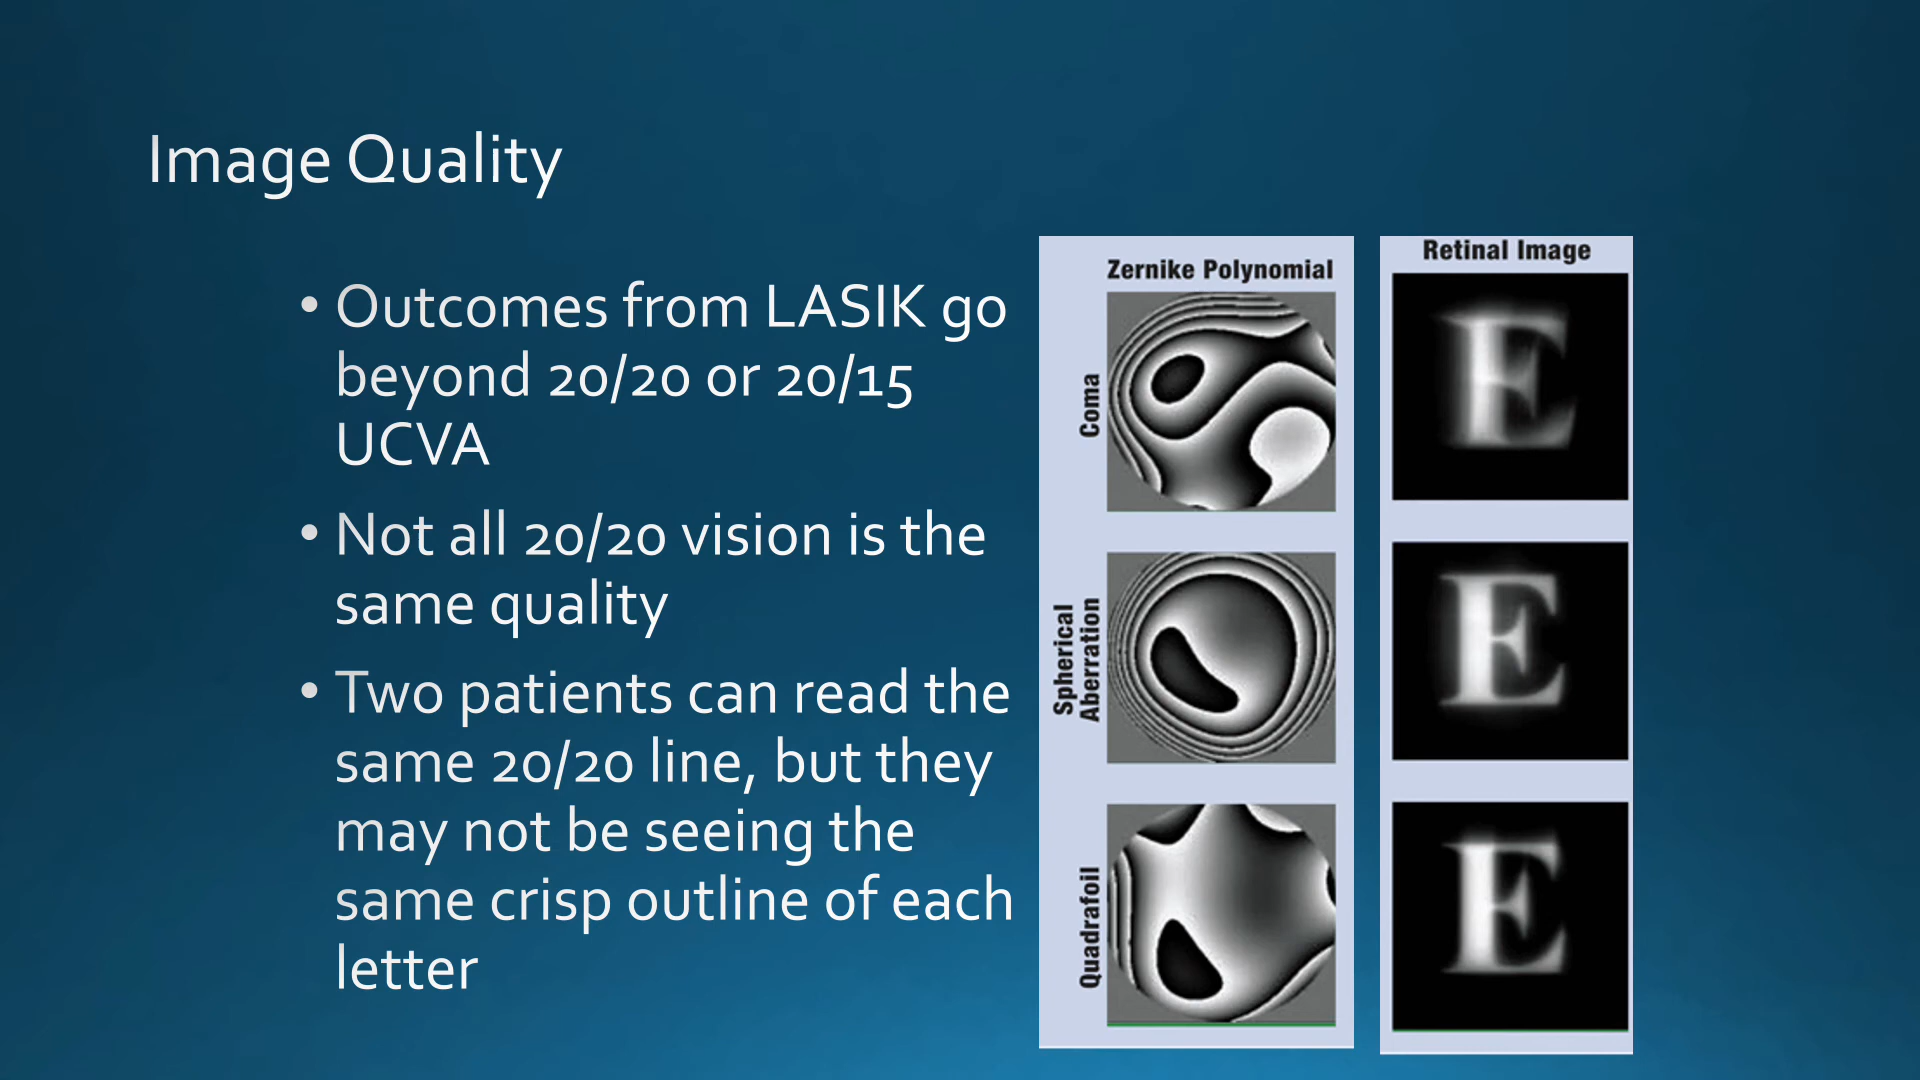 Image Quality
• Outcomes from LASIK go
beyond 20/20 or 20/15
UCVA
• Not all 20/20 vision is the
same quality
• Two patients can read the
same 20/20 line, but they
may not be seeing the
same crisp outline of each
letter
Zernike Polynomial
Coma
Spherical
Aberration
Quadrafoil
Retinal Image
E
E
E